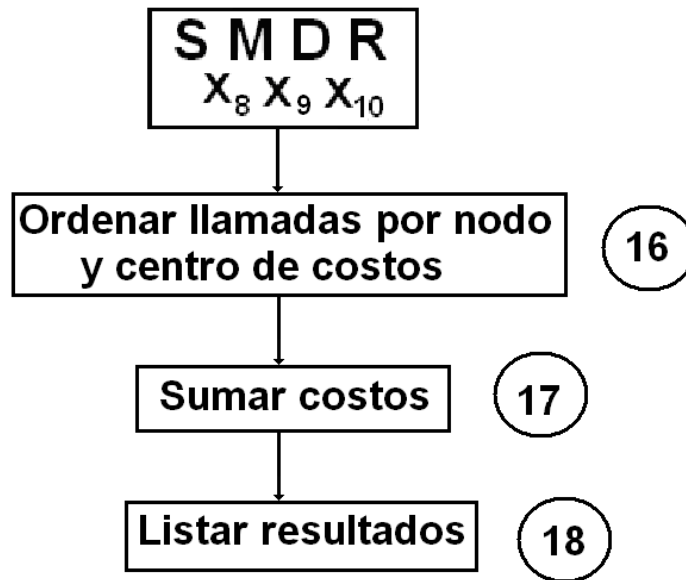 S M D R
X8 X9 X10
Ordenar llamadas por nodo
y centro de costos
16
Sumar costos
17
Listar resultados
18